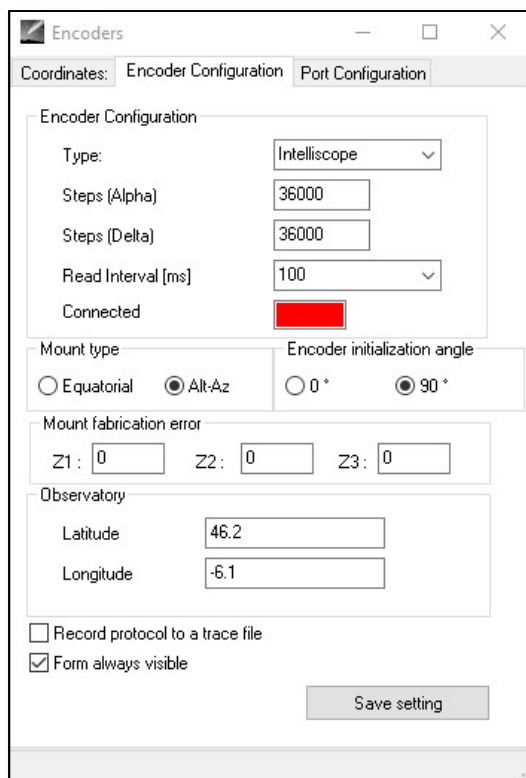 Encoders
Coordinates: Encoder Configuration Port Configuration
Encoder Configuration
Type: Intelliscope
Steps (Alpha) 36000
Steps (Delta) 36000
Read Interval [ms] 100
Connected
Mount type Encoder initialization angle
Equatorial Alt-Az 0 ° 90 °
Mount fabrication error
Z1 : 0 Z2 : 0 Z3 : 0
Observatory
Latitude 46.2
Longitude -6.1
Record protocol to a trace file
Form always visible
Save setting